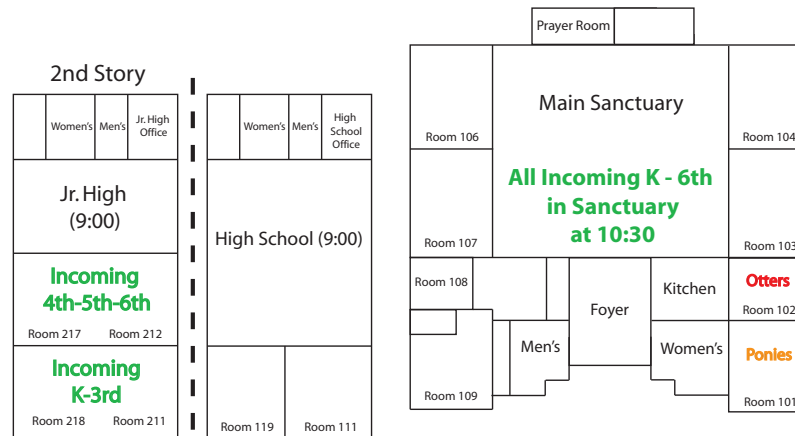 2nd Story
Women's
Men's
Jr. High
Office
Jr. High
(9:00)
Incoming
4th-5th-6th
Room 217
Room 212
Incoming
K-3rd
Room 218
Room 211
Women's
Men's
High
School
Office
High School (9:00)
Room 119
Room 111
Prayer Room
Main Sanctuary
Room 106
Room 104
All Incoming K - 6th
in Sanctuary
at 10:30
Room 107
Room 103
Room 108
Foyer
Kitchen
Otters
Room 102
Men's
Women's
Ponies
Room 109
Room 101